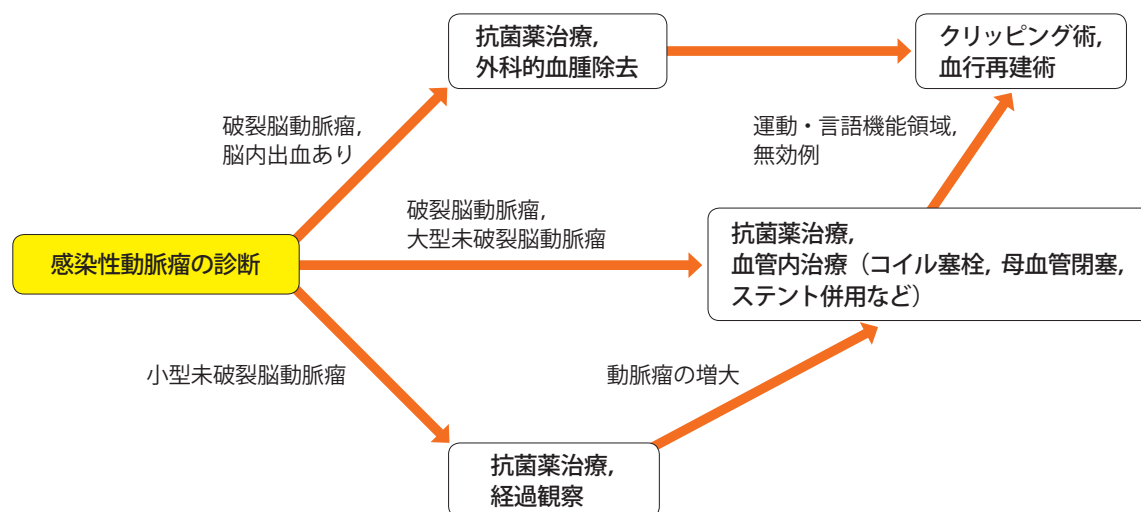 抗菌薬治療,
外科的血腫除去
クリッピング術,
血行再建術
破裂脳動脈瘤,
脳内出血あり
運動・言語機能領域,
無効例
破裂脳動脈瘤,
大型未破裂脳動脈瘤
感染性動脈瘤の診断
抗菌薬治療,
血管内治療（コイル塞栓, 母血管閉塞,
ステント併用など）
小型未破裂脳動脈瘤
動脈瘤の増大
抗菌薬治療,
経過観察